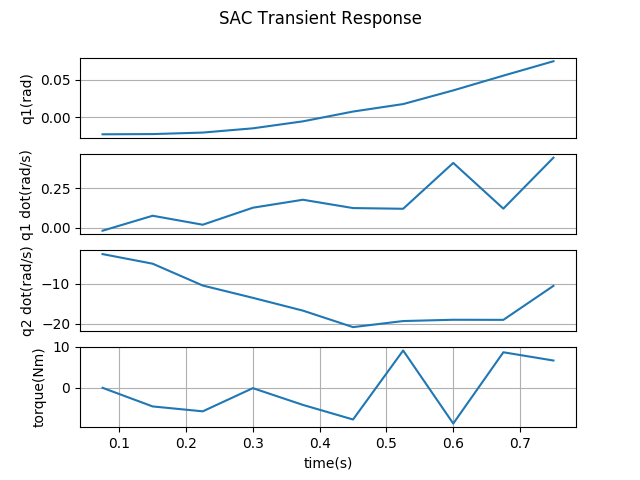 SAC Transient Response
q1(rad)
0.05
0.00
q1 dot(rad/s)
0.25
0.00
q2 dot(rad/s)
−10
−20
torque(Nm)
10
0
0.1 0.2 0.3 0.4 0.5 0.6 0.7
time(s)